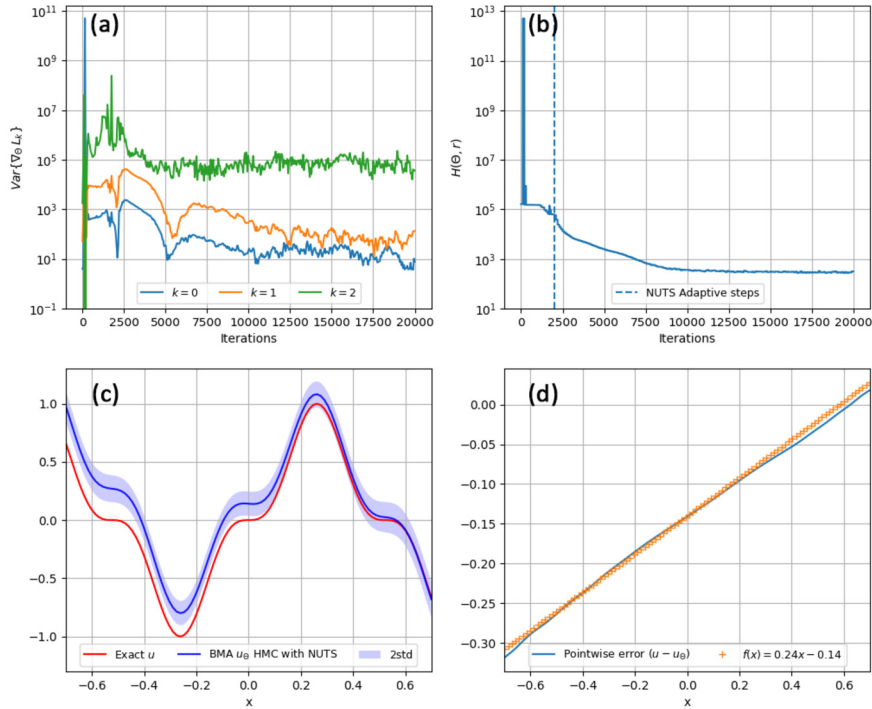 (a)
Var{∇_Θ L_k}
10^11
10^9
10^7
10^5
10^3
10^1
10^−1
k = 0 k = 1 k = 2
0 2500 5000 7500 10000 12500 15000 17500 20000
Iterations
(b)
H(Θ, r)
10^13
10^11
10^9
10^7
10^5
10^3
10^1
NUTS Adaptive steps
0 2500 5000 7500 10000 12500 15000 17500 20000
Iterations
(c)
1.0
0.5
0.0
−0.5
−1.0
Exact u BMA u_Θ HMC with NUTS 2std
−0.6 −0.4 −0.2 0.0 0.2 0.4 0.6
x
(d)
0.00
−0.05
−0.10
−0.15
−0.20
−0.25
−0.30
Pointwise error (u − u_Θ) f(x) = 0.24x − 0.14
−0.6 −0.4 −0.2 0.0 0.2 0.4 0.6
x